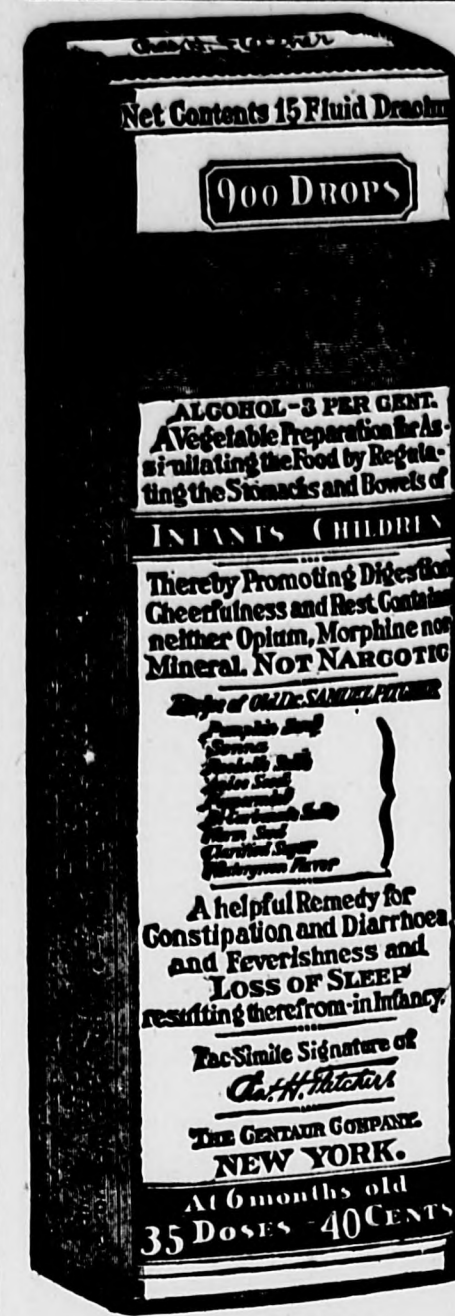 Net Contents 15 Fluid Drachm
900 DROPS
ALCOHOL-3 PER CENT.
A Vegetable Preparation for As-
similating the Food by Regula-
ting the Stomachs and Bowels of
INFANTS CHILDREN
Thereby Promoting Digestion
Cheerfulness and Rest. Contains
neither Opium, Morphine nor
Mineral. NOT NARCOTIC
Recipe of Old Dr. SAMUEL PITCHER
Pumpkin Seed
Senna
Rochelle Salts
Anise Seed
Peppermint
Bi Carbonate Soda
Worm Seed
Clarified Sugar
Wintergreen Flavor
A helpful Remedy for
Constipation and Diarrhoea
and Feverishness and
LOSS OF SLEEP
resulting therefrom-in Infancy.
Fac-Simile Signature of
Chas. H. Fletcher
THE CENTAUR COMPANY.
NEW YORK.
At 6 months old
35 DOSES - 40 CENTS